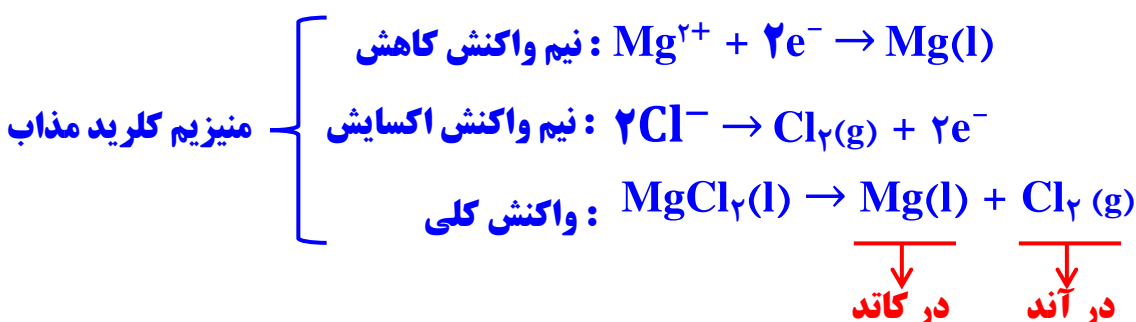 نیم واکنش کاهش : Mg²⁺ + ۲e⁻ → Mg(l)
منیزیم کلرید مذاب
نیم واکنش اکسایش : ۲Cl⁻ → Cl₂(g) + ۲e⁻
واکنش کلی : MgCl₂(l) → Mg(l) + Cl₂ (g)
در کاتد
در آند